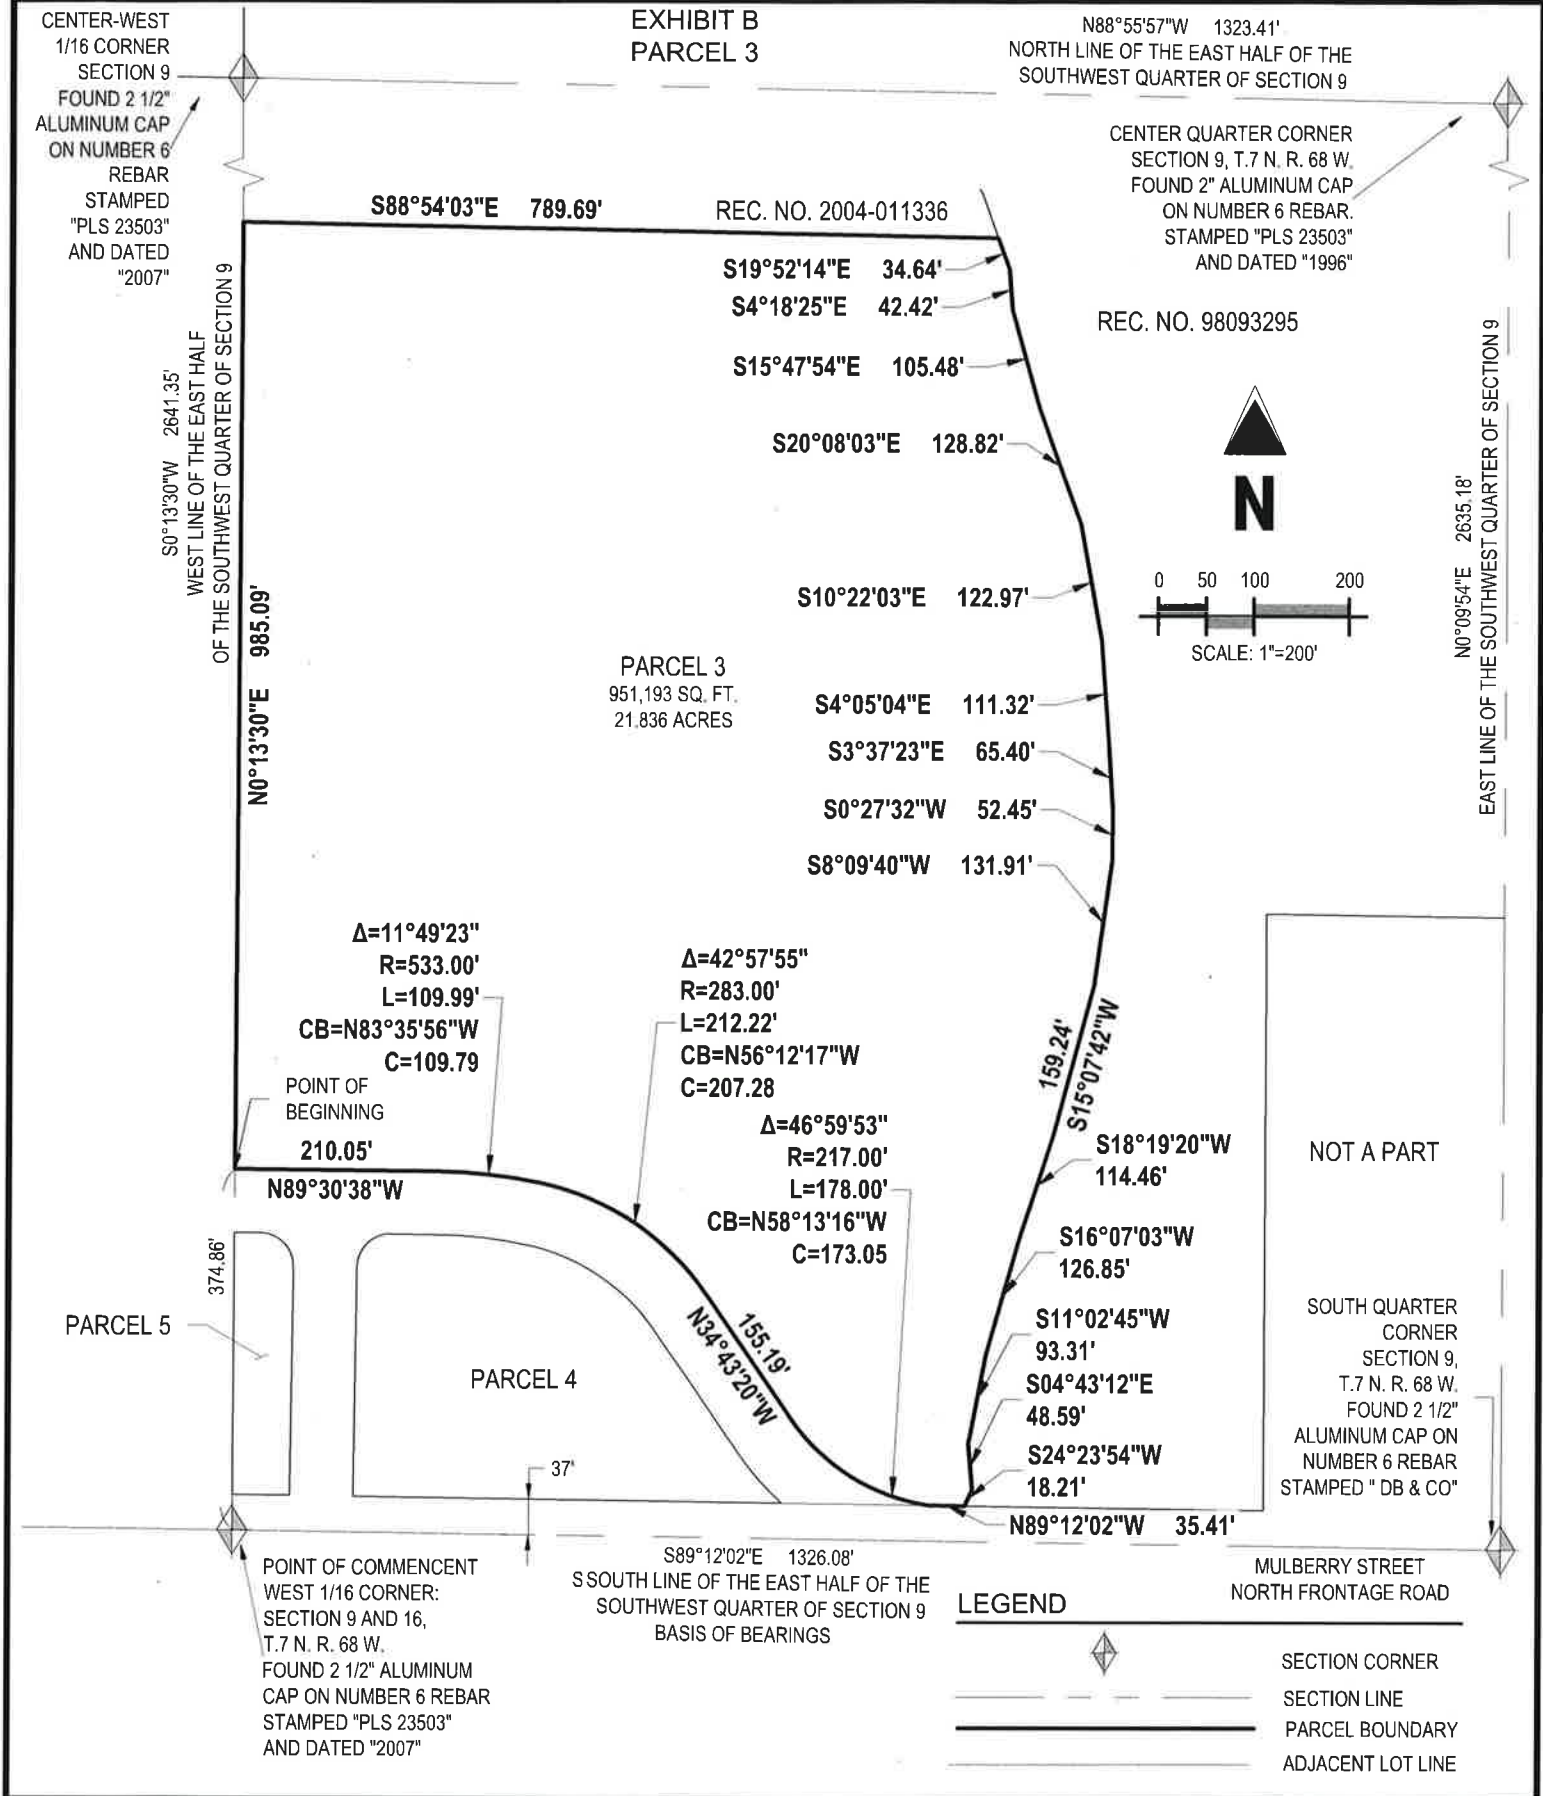 EXHIBIT B
PARCEL 3
CENTER-WEST
1/16 CORNER
SECTION 9
FOUND 2 1/2"
ALUMINUM CAP
ON NUMBER 6
REBAR
STAMPED
"PLS 23503"
AND DATED
"2007"
N88°55'57"W 1323.41'
NORTH LINE OF THE EAST HALF OF THE
SOUTHWEST QUARTER OF SECTION 9
CENTER QUARTER CORNER
SECTION 9, T.7 N. R. 68 W.
FOUND 2" ALUMINUM CAP
ON NUMBER 6 REBAR.
STAMPED "PLS 23503"
AND DATED "1996"
S88°54'03"E 789.69'
REC. NO. 2004-011336
S19°52'14"E 34.64'
S4°18'25"E 42.42'
REC. NO. 98093295
S15°47'54"E 105.48'
S20°08'03"E 128.82'
S0°13'30"W 2641.35'
WEST LINE OF THE EAST HALF
OF THE SOUTHWEST QUARTER OF SECTION 9
N0°13'30"E 985.09'
N
0 50 100 200
SCALE: 1"=200'
N0°09'54"E 2635.18'
EAST LINE OF THE SOUTHWEST QUARTER OF SECTION 9
S10°22'03"E 122.97'
PARCEL 3
951,193 SQ. FT.
21.836 ACRES
S4°05'04"E 111.32'
S3°37'23"E 65.40'
S0°27'32"W 52.45'
S8°09'40"W 131.91'
Δ=11°49'23"
R=533.00'
L=109.99'
CB=N83°35'56"W
C=109.79
Δ=42°57'55"
R=283.00'
L=212.22'
CB=N56°12'17"W
C=207.28
Δ=46°59'53"
R=217.00'
L=178.00'
CB=N58°13'16"W
C=173.05
159.24'
S15°07'42"W
POINT OF
BEGINNING
210.05'
N89°30'38"W
S18°19'20"W
114.46'
NOT A PART
S16°07'03"W
126.85'
374.86'
PARCEL 5
PARCEL 4
155.19'
N34°43'20"W
S11°02'45"W
93.31'
S04°43'12"E
48.59'
S24°23'54"W
18.21'
SOUTH QUARTER
CORNER
SECTION 9,
T.7 N. R. 68 W.
FOUND 2 1/2"
ALUMINUM CAP ON
NUMBER 6 REBAR
STAMPED " DB & CO"
37'
N89°12'02"W 35.41'
POINT OF COMMENCENT
WEST 1/16 CORNER:
SECTION 9 AND 16,
T.7 N. R. 68 W.
FOUND 2 1/2" ALUMINUM
CAP ON NUMBER 6 REBAR
STAMPED "PLS 23503"
AND DATED "2007"
S89°12'02"E 1326.08'
S SOUTH LINE OF THE EAST HALF OF THE
SOUTHWEST QUARTER OF SECTION 9
BASIS OF BEARINGS
MULBERRY STREET
NORTH FRONTAGE ROAD
LEGEND
SECTION CORNER
SECTION LINE
PARCEL BOUNDARY
ADJACENT LOT LINE